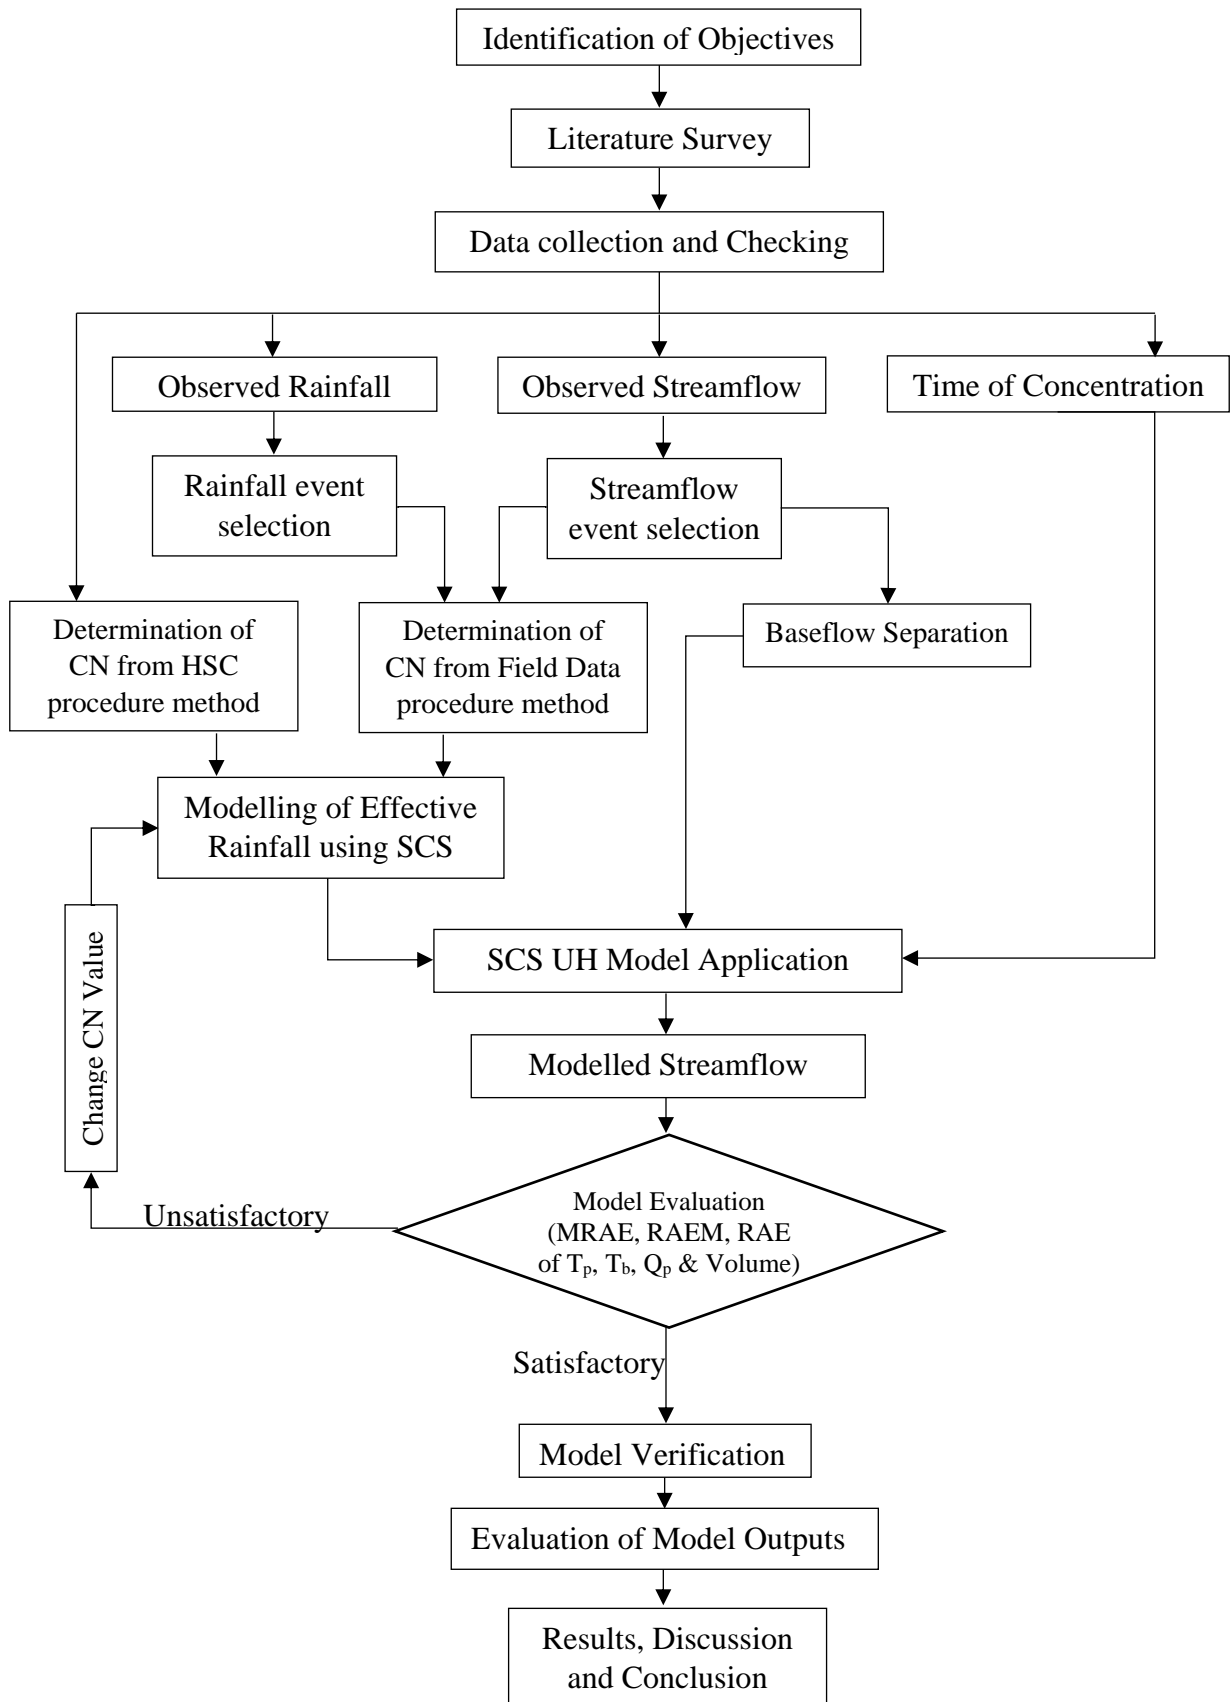 Identification of Objectives
Literature Survey
Data collection and Checking
Observed Rainfall
Observed Streamflow
Time of Concentration
Rainfall event
selection
Streamflow
event selection
Determination of
CN from HSC
procedure method
Determination of
CN from Field Data
procedure method
Baseflow Separation
Modelling of Effective
Rainfall using SCS
Change CN Value
SCS UH Model Application
Modelled Streamflow
Model Evaluation
(MRAE, RAEM, RAE
of Tₚ, T_b, Qₚ & Volume)
Unsatisfactory
Satisfactory
Model Verification
Evaluation of Model Outputs
Results, Discussion
and Conclusion